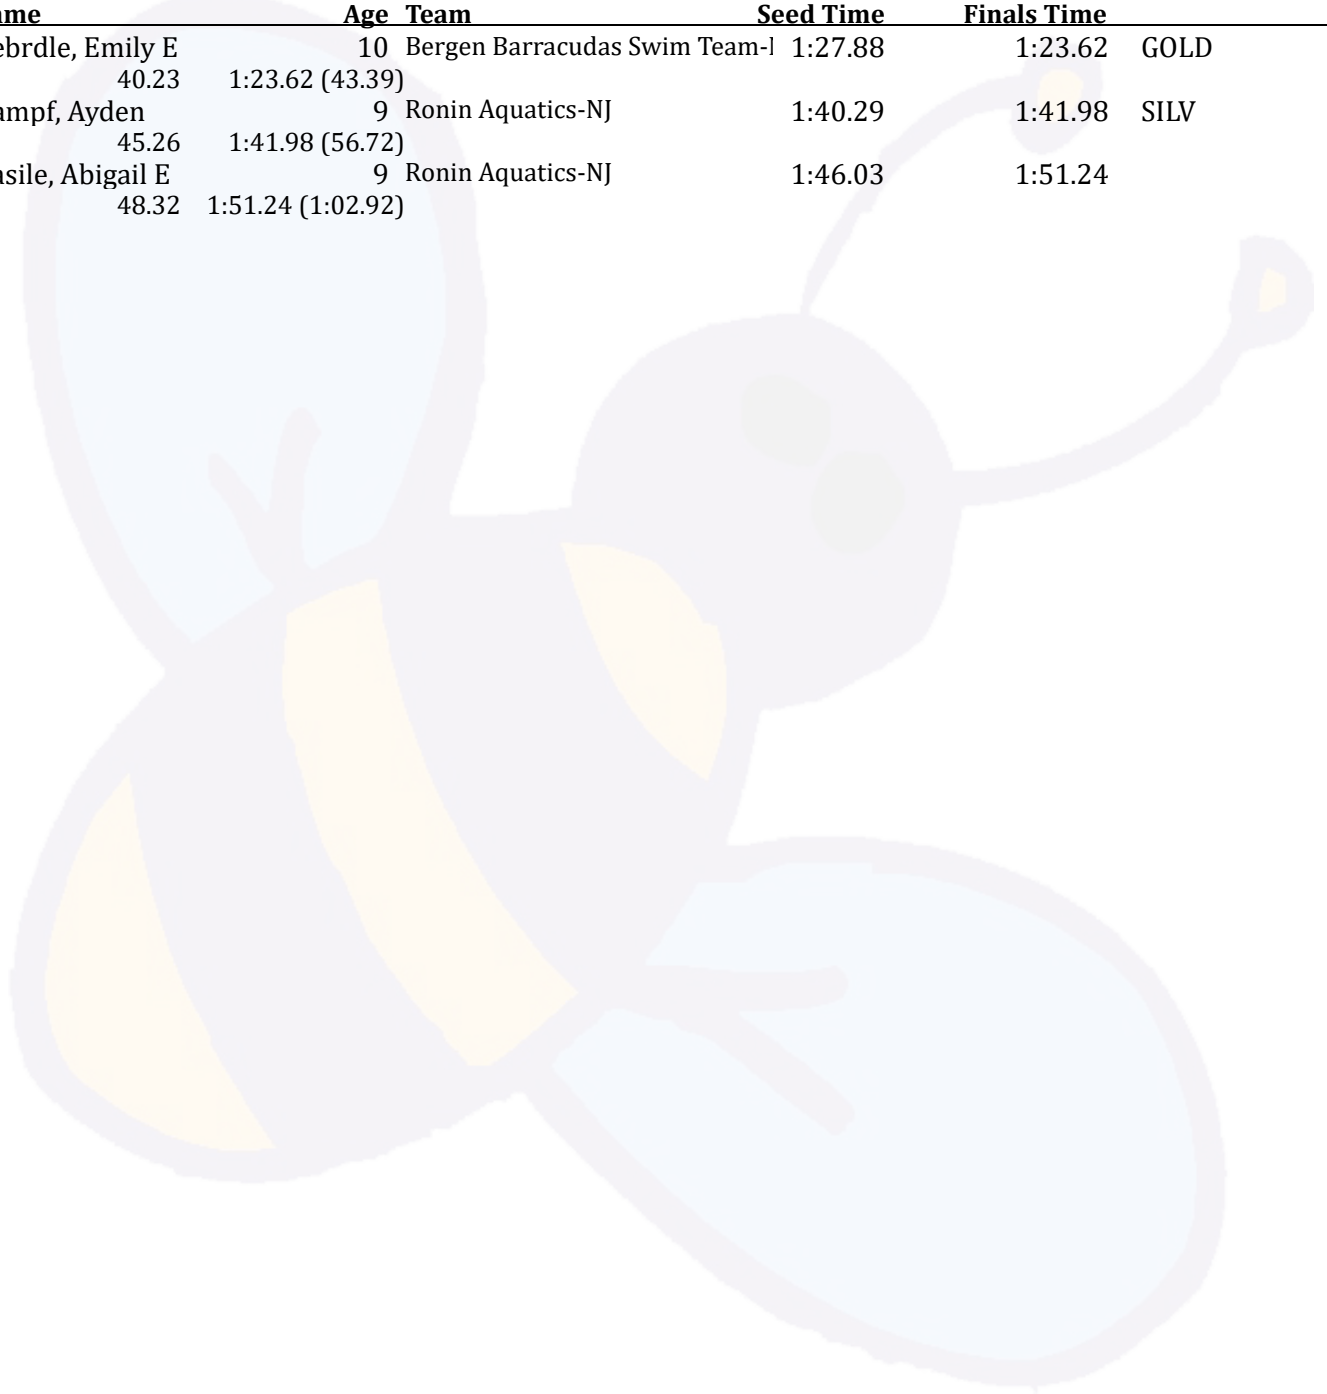 ame Age Team Seed Time Finals Time
ebrdle, Emily E 10 Bergen Barracudas Swim Team- 1:27.88 1:23.62 GOLD
40.23 1:23.62 (43.39)
ampf, Ayden 9 Ronin Aquatics-NJ 1:40.29 1:41.98 SILV
45.26 1:41.98 (56.72)
asile, Abigail E 9 Ronin Aquatics-NJ 1:46.03 1:51.24
48.32 1:51.24 (1:02.92)